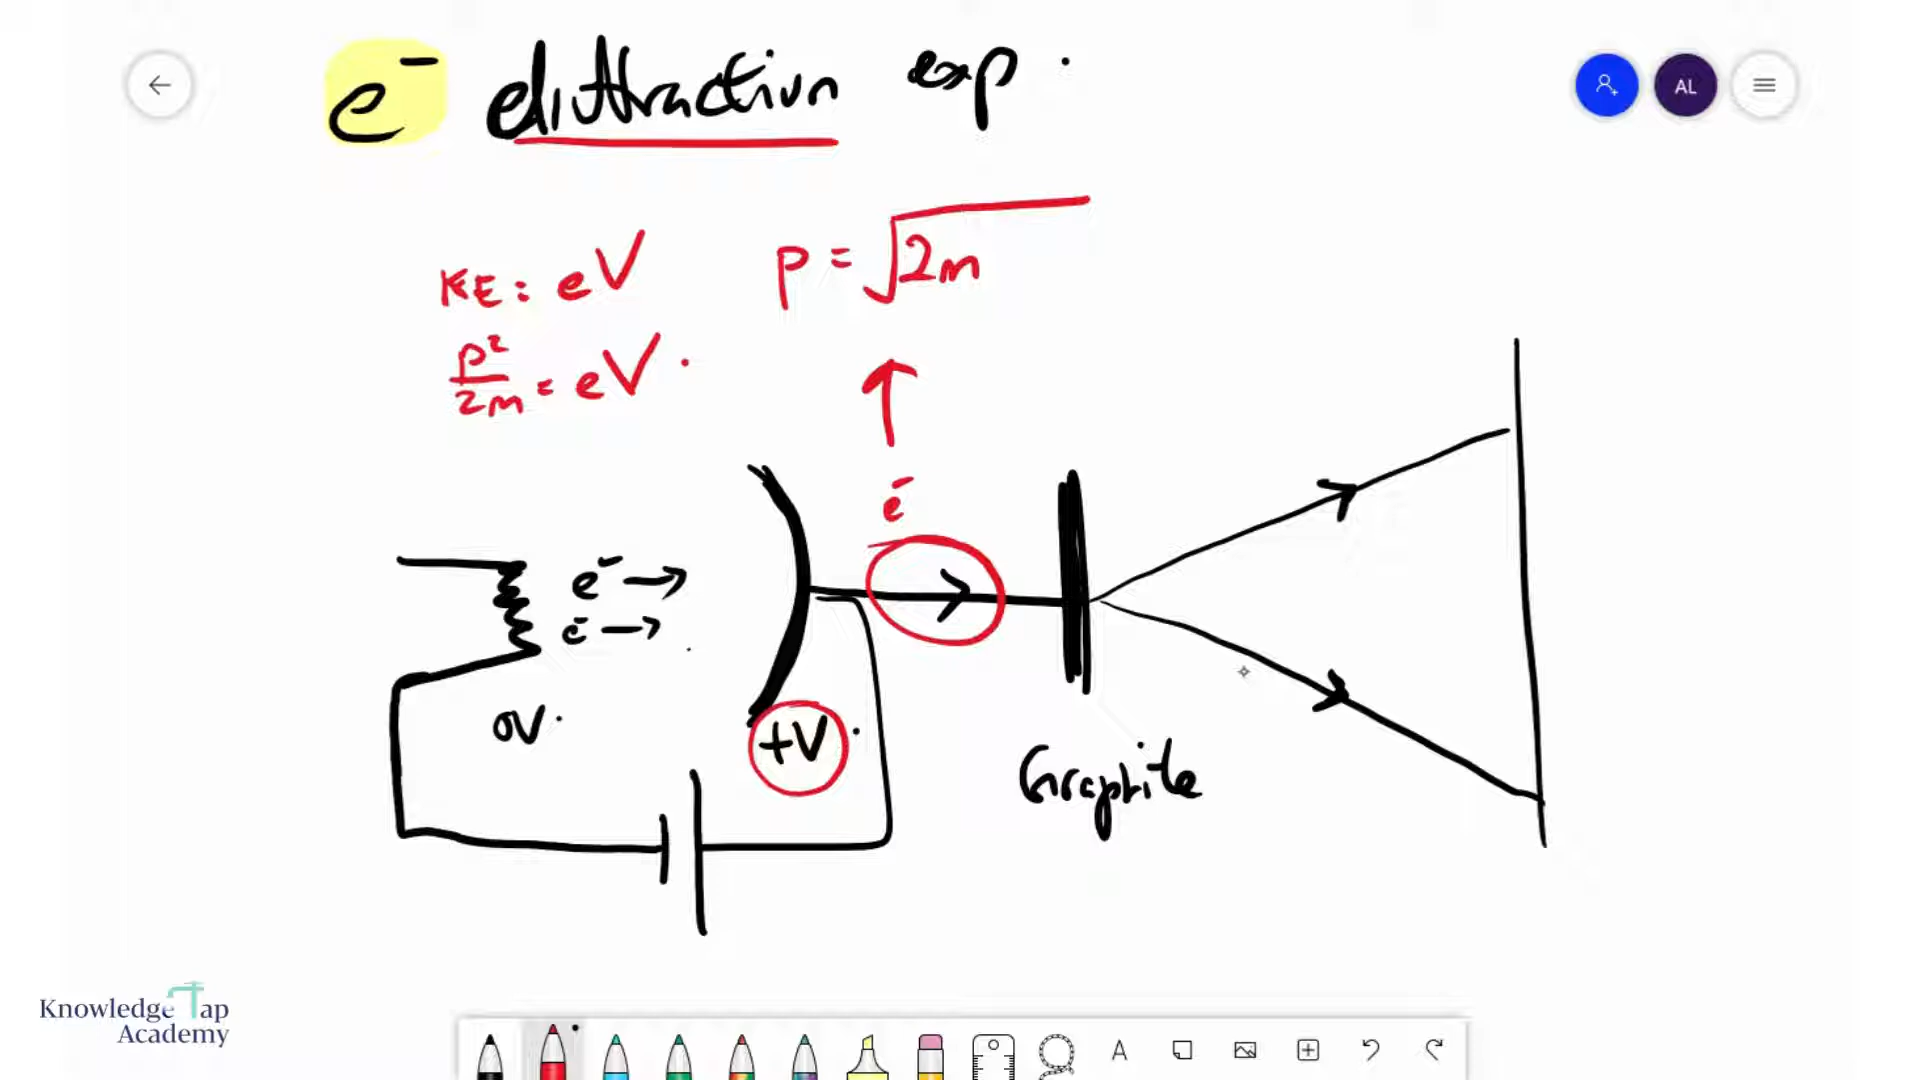 e⁻ diffraction exp.
AL
KE = eV
p = √2m
p²/2m = eV.
e⁻
e⁻ →
e⁻ →
0V.
+V.
Graphite
Knowledge Tap
Academy
A